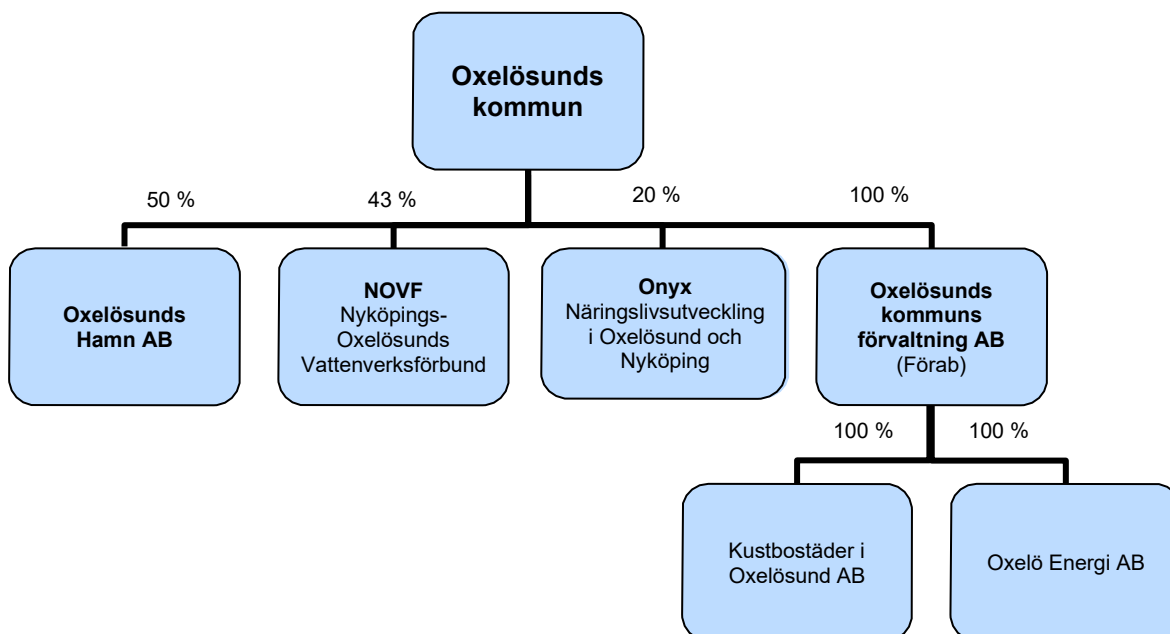 Oxelösunds
kommun
50 %
43 %
20 %
100 %
Oxelösunds
Hamn AB
NOVF
Nyköpings-
Oxelösunds
Vattenverksförbund
Onyx
Näringslivsutveckling
i Oxelösund och
Nyköping
Oxelösunds
kommuns
förvaltning AB
(Förab)
100 %
100 %
Kustbostäder i
Oxelösund AB
Oxelö Energi AB